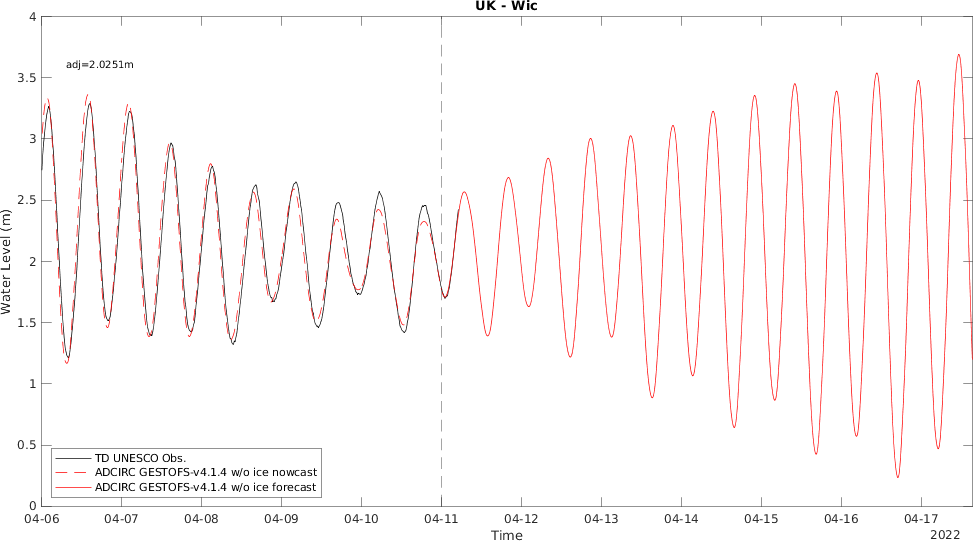 UK - Wic
4
adj=2.0251m
3.5
3
2.5
2
1.5
1
0.5
0
Water Level (m)
TD UNESCO Obs.
ADCIRC GESTOFS-v4.1.4 w/o ice nowcast
ADCIRC GESTOFS-v4.1.4 w/o ice forecast
04-06 04-07 04-08 04-09 04-10 04-11 04-12 04-13 04-14 04-15 04-16 04-17
Time
2022